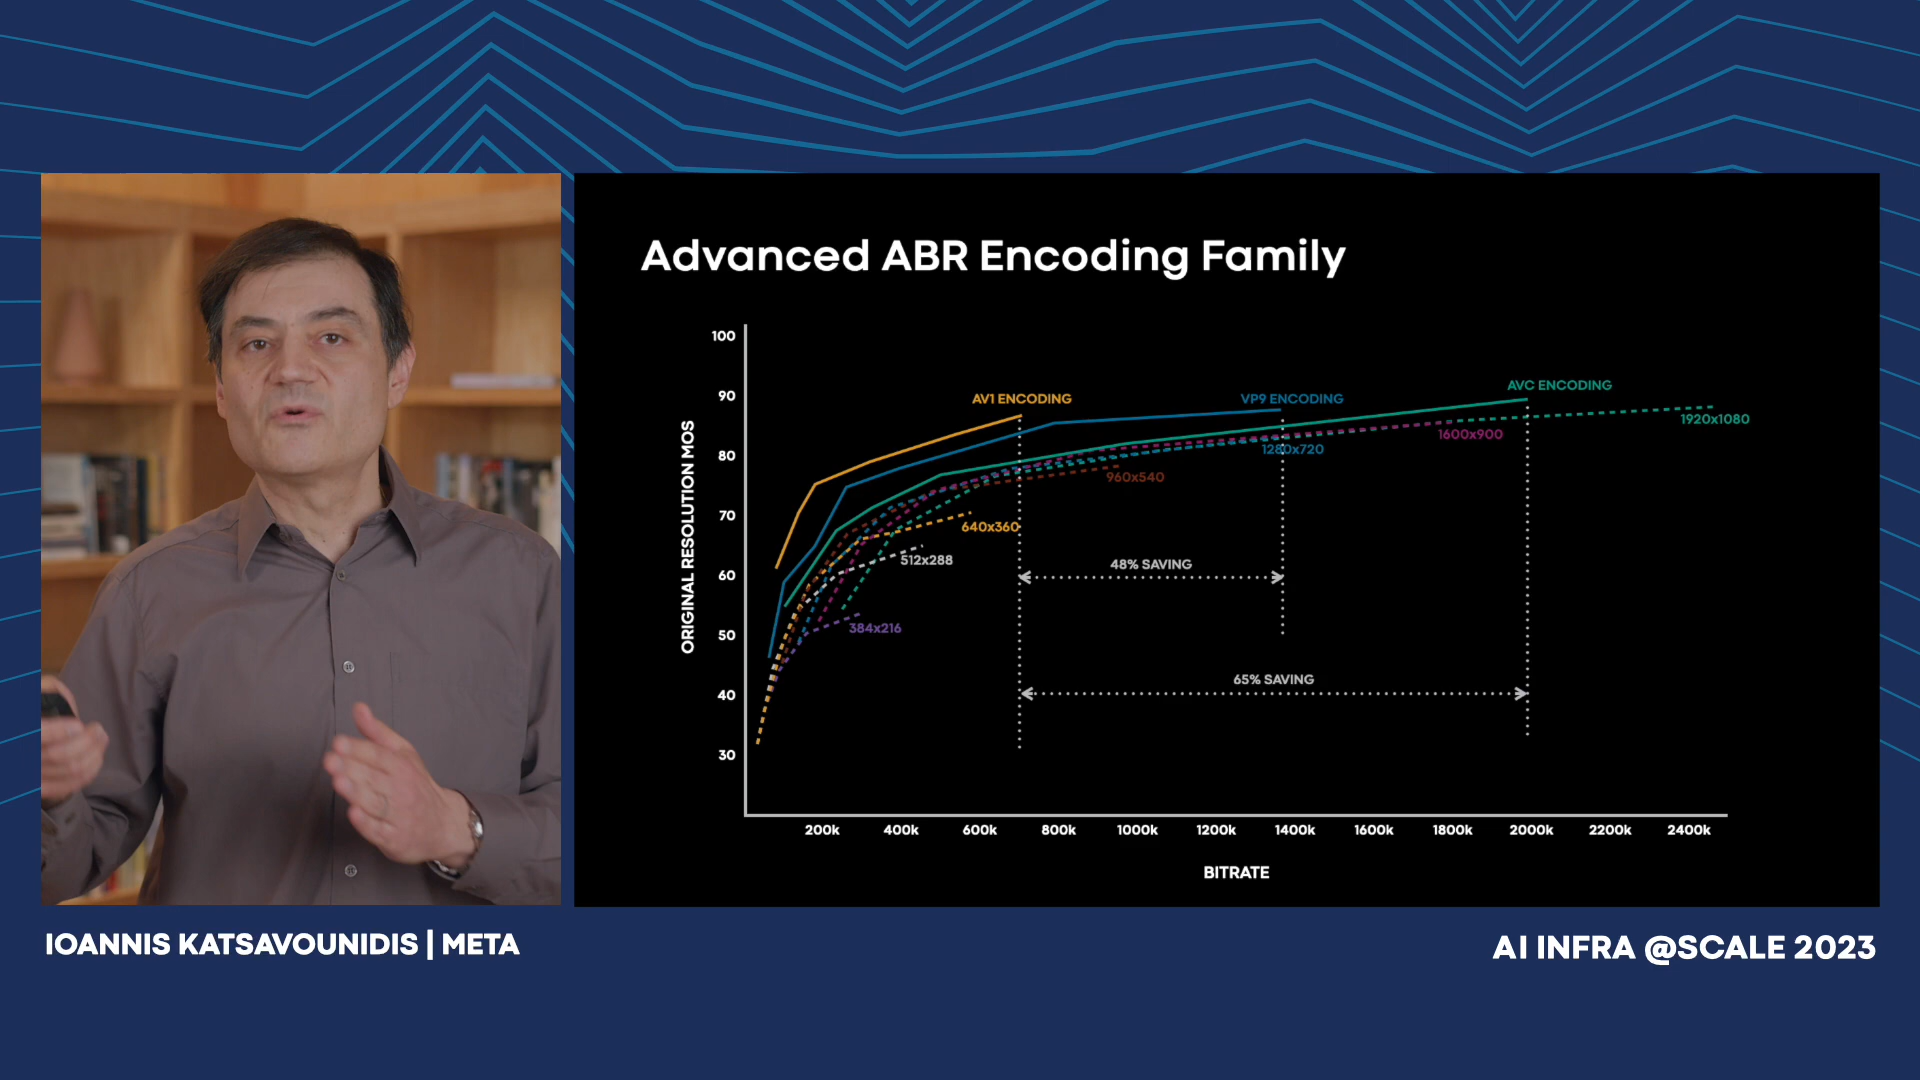 Advanced ABR Encoding Family
ORIGINAL RESOLUTION MOS
100
90
80
70
60
50
40
30
AV1 ENCODING
VP9 ENCODING
AVC ENCODING
1920x1080
1600x900
1280x720
960x540
640x360
512x288
384x216
48% SAVING
65% SAVING
200k 400k 600k 800k 1000k 1200k 1400k 1600k 1800k 2000k 2200k 2400k
BITRATE
IOANNIS KATSAVOUNIDIS | META
AI INFRA @SCALE 2023